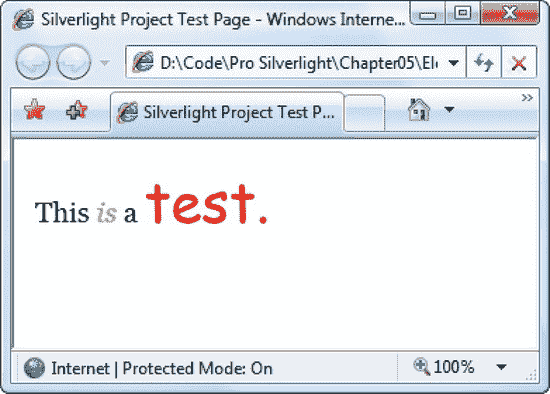 Silverlight Project Test Page - Windows Interne...
D:\Code\Pro Silverlight\Chapter05\Ele
Silverlight Project Test P...
This is a test.
Internet | Protected Mode: On
100%